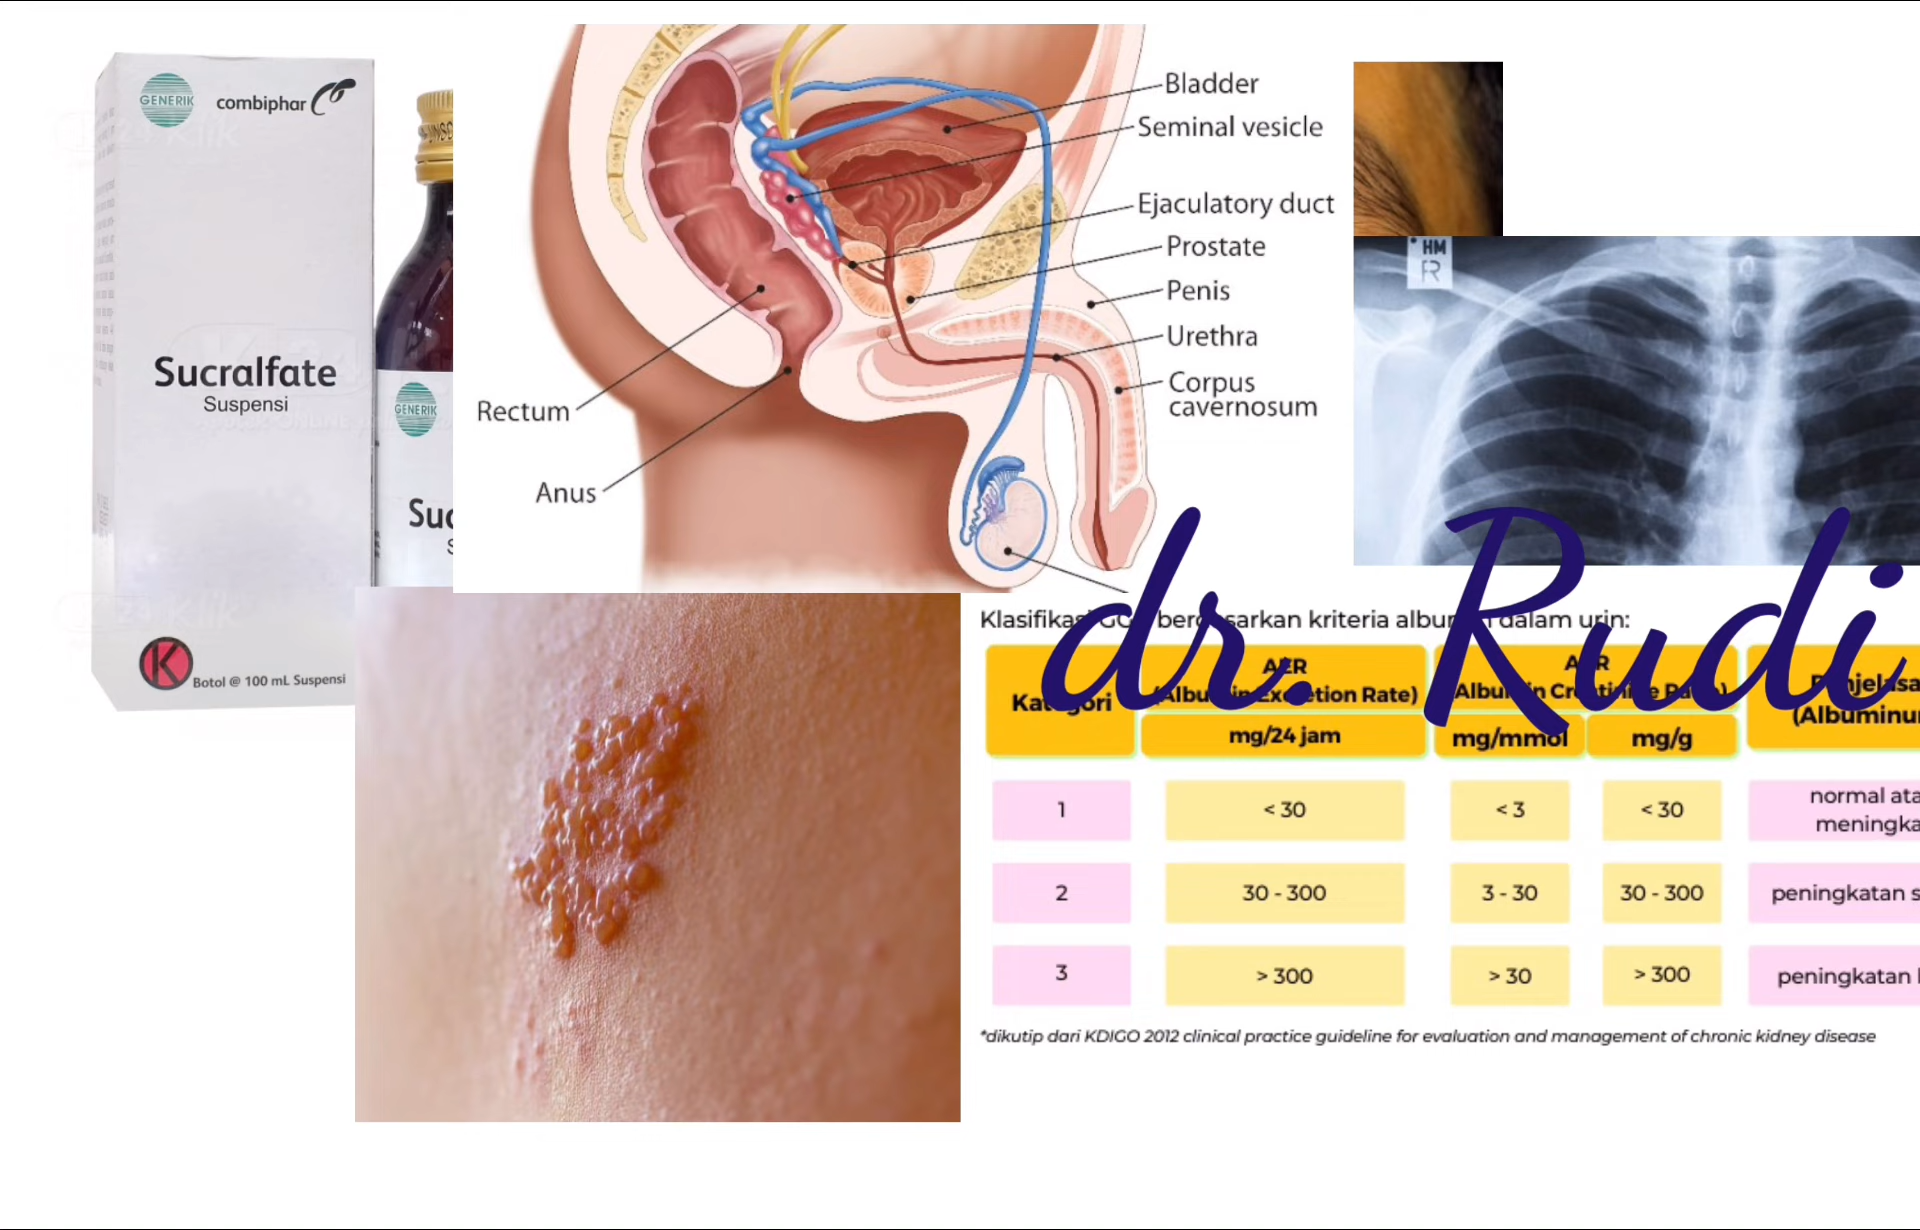 GENERIK
combiphar
Sucralfate
Suspensi
K
Botol @ 100 mL Suspensi
GENERIK
Bladder
Seminal vesicle
Ejaculatory duct
Prostate
Penis
Urethra
Corpus
cavernosum
Rectum
Anus
HM
R
dr. Rudi
dalam urin:
mg/24 jam
mg/mmol
mg/g
1
< 30
< 3
< 30
normal
2
30 - 300
3 - 30
30 - 300
peningkatan
3
> 300
> 30
> 300
peningkatan
*dikutip dari KDIGO 2012 clinical practice guideline for evaluation and management of chronic kidney disease